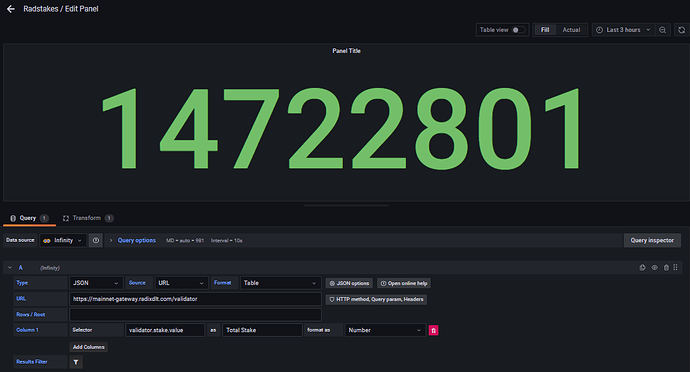 Radstakes / Edit Panel
Table view Fill Actual Last 3 hours
Panel Title
14722801
Query 1 Transform 1
Data source Infinity Query options MD = auto = 981 Interval = 10s Query inspector
A (Infinity)
Type JSON Source URL Format Table JSON options Open online help
URL https://mainnet-gateway.radixdlt.com/validator HTTP method, Query param, Headers
Rows / Root
Column 1 Selector validator.stake.value as Total Stake format as Number
Add Columns
Results Filter